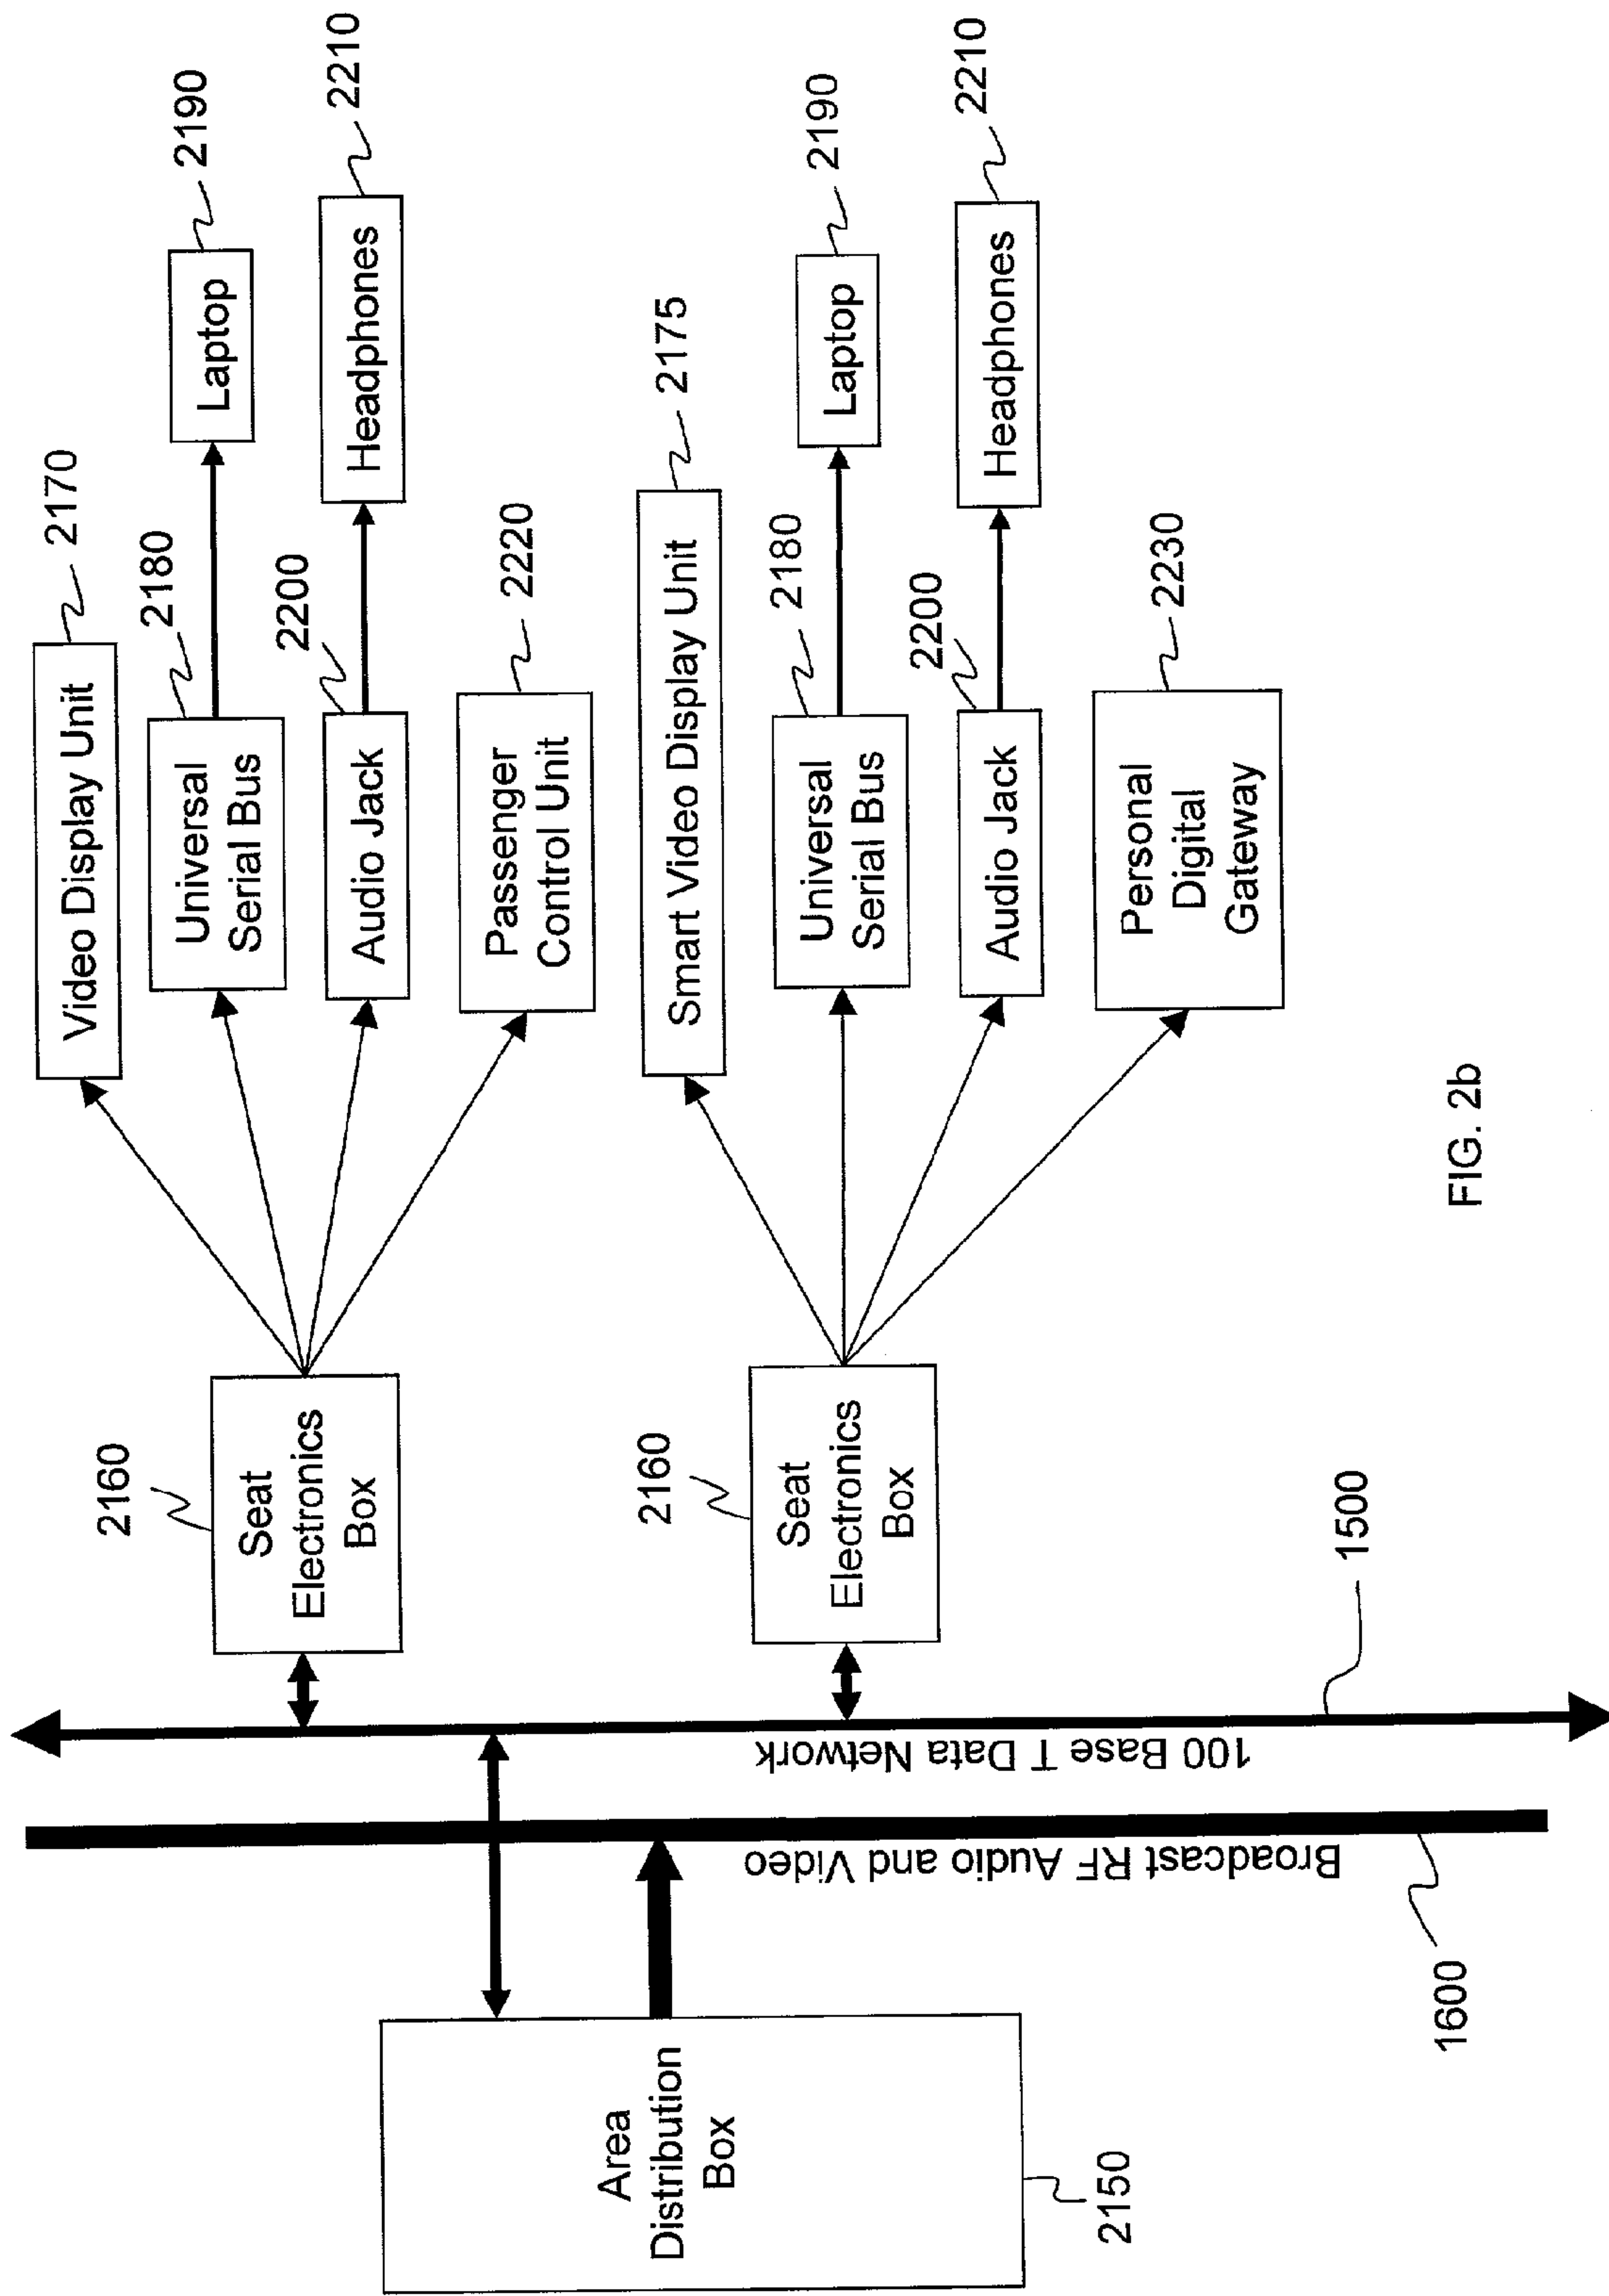 2170
Video Display Unit
2180
Universal
Serial Bus
2190
Laptop
2200
Audio Jack
2210
Headphones
2220
Passenger
Control Unit
2160
Seat
Electronics
Box
2175
Smart Video Display Unit
2180
Universal
Serial Bus
2190
Laptop
2200
Audio Jack
2210
Headphones
2230
Personal
Digital
Gateway
2160
Seat
Electronics
Box
100 Base T Data Network
1500
Broadcast RF Audio and Video
1600
Area
Distribution
Box
2150
FIG. 2b